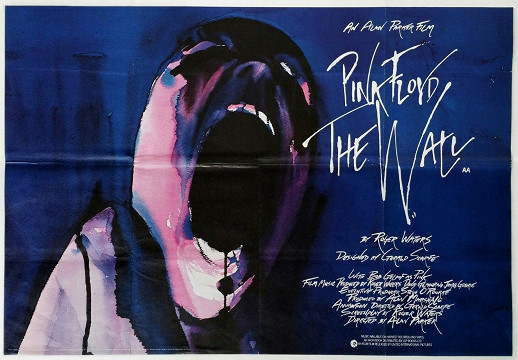 AN ALAN PARKER FILM
PINK FLOYD
THE WALL
AA
BY ROGER WATERS
DESIGNED BY GERALD SCARFE
WITH BOB GELDOF AS PINK
FILM MUSIC PRODUCED BY ROGER WATERS DAVID GILMOUR AND JAMES GUTHRIE
EXECUTIVE PRODUCER STEVE O'ROURKE
PRODUCED BY ALAN MARSHALL
ANIMATION DIRECTED BY GERALD SCARFE
SCREENPLAY BY ROGER WATERS
DIRECTED BY ALAN PARKER